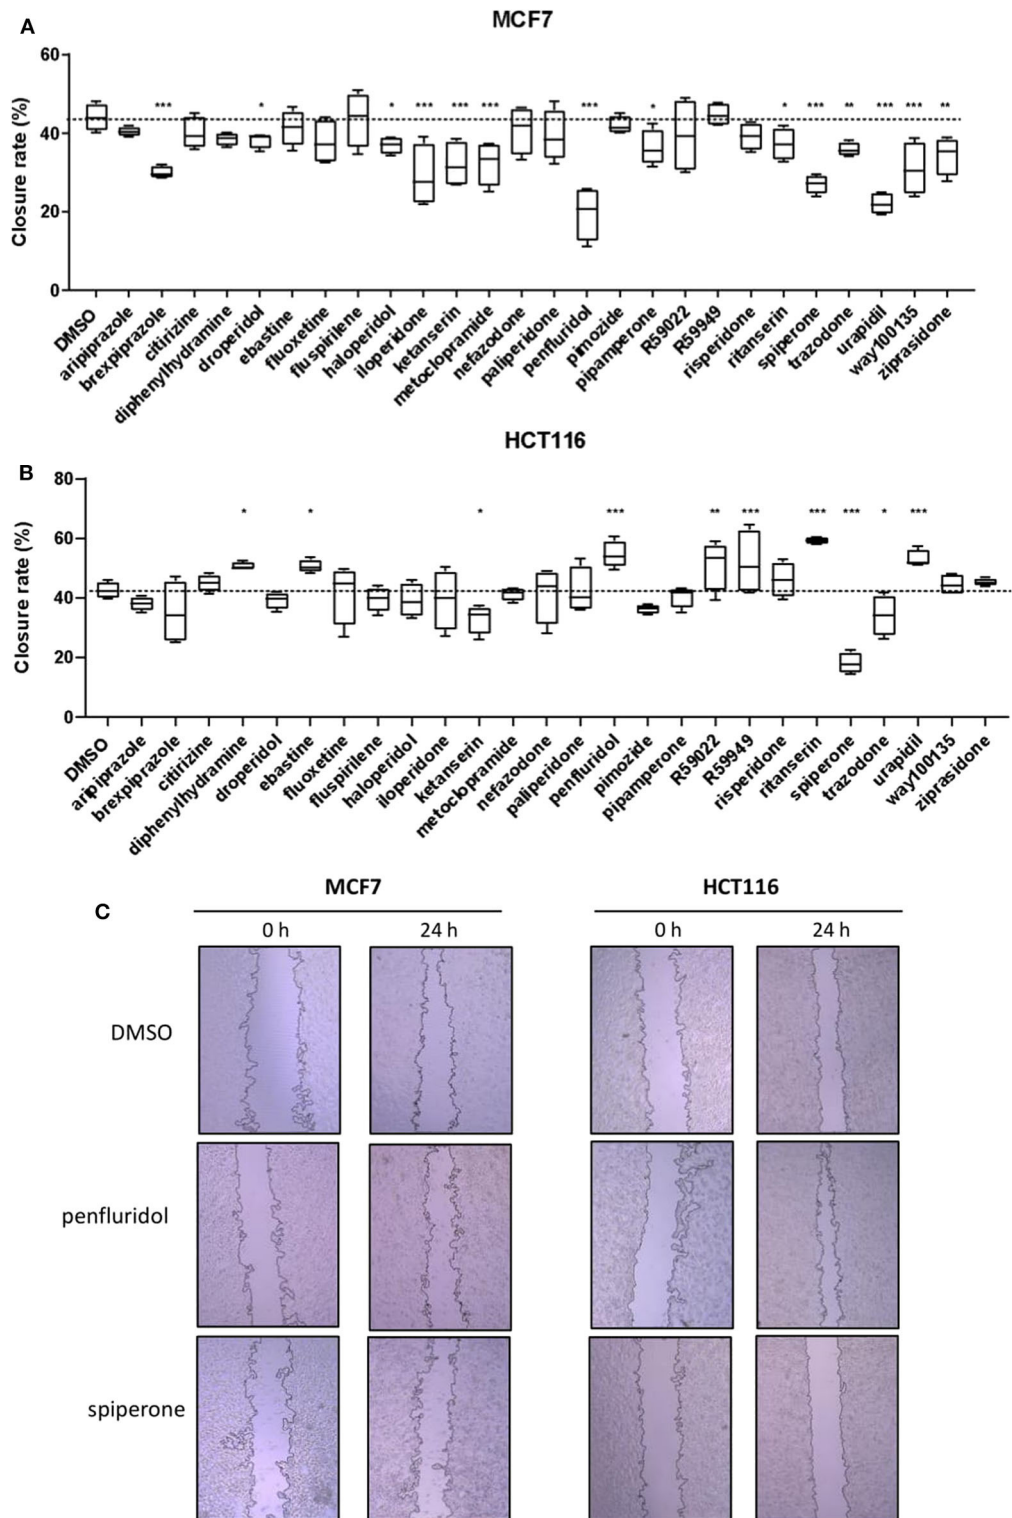 A
MCF7
Closure rate (%)
60
40
20
0
***
*
*
***
***
***
***
*
*
***
**
***
***
**
DMSO
aripiprazole
brexpiprazole
citirizine
diphenylhydramine
droperidol
ebastine
fluoxetine
fluspirilene
haloperidol
iloperidione
ketanserin
metoclopramide
nefazodone
paliperidone
penfluridol
pimozide
pipamperone
R59022
R59949
risperidone
ritanserin
spiperone
trazodone
urapidil
way100135
ziprasidone
B
HCT116
Closure rate (%)
80
60
40
20
0
*
*
*
***
**
***
***
***
*
***
DMSO
aripiprazole
brexpiprazole
citirizine
diphenylhydramine
droperidol
ebastine
fluoxetine
fluspirilene
haloperidol
iloperidone
ketanserin
metoclopramide
nefazodone
paliperidone
penfluridol
pimozide
pipamperone
R59022
R59949
risperidone
ritanserin
spiperone
trazodone
urapidil
way100135
ziprasidone
C
MCF7
HCT116
0 h
24 h
0 h
24 h
DMSO
penfluridol
spiperone